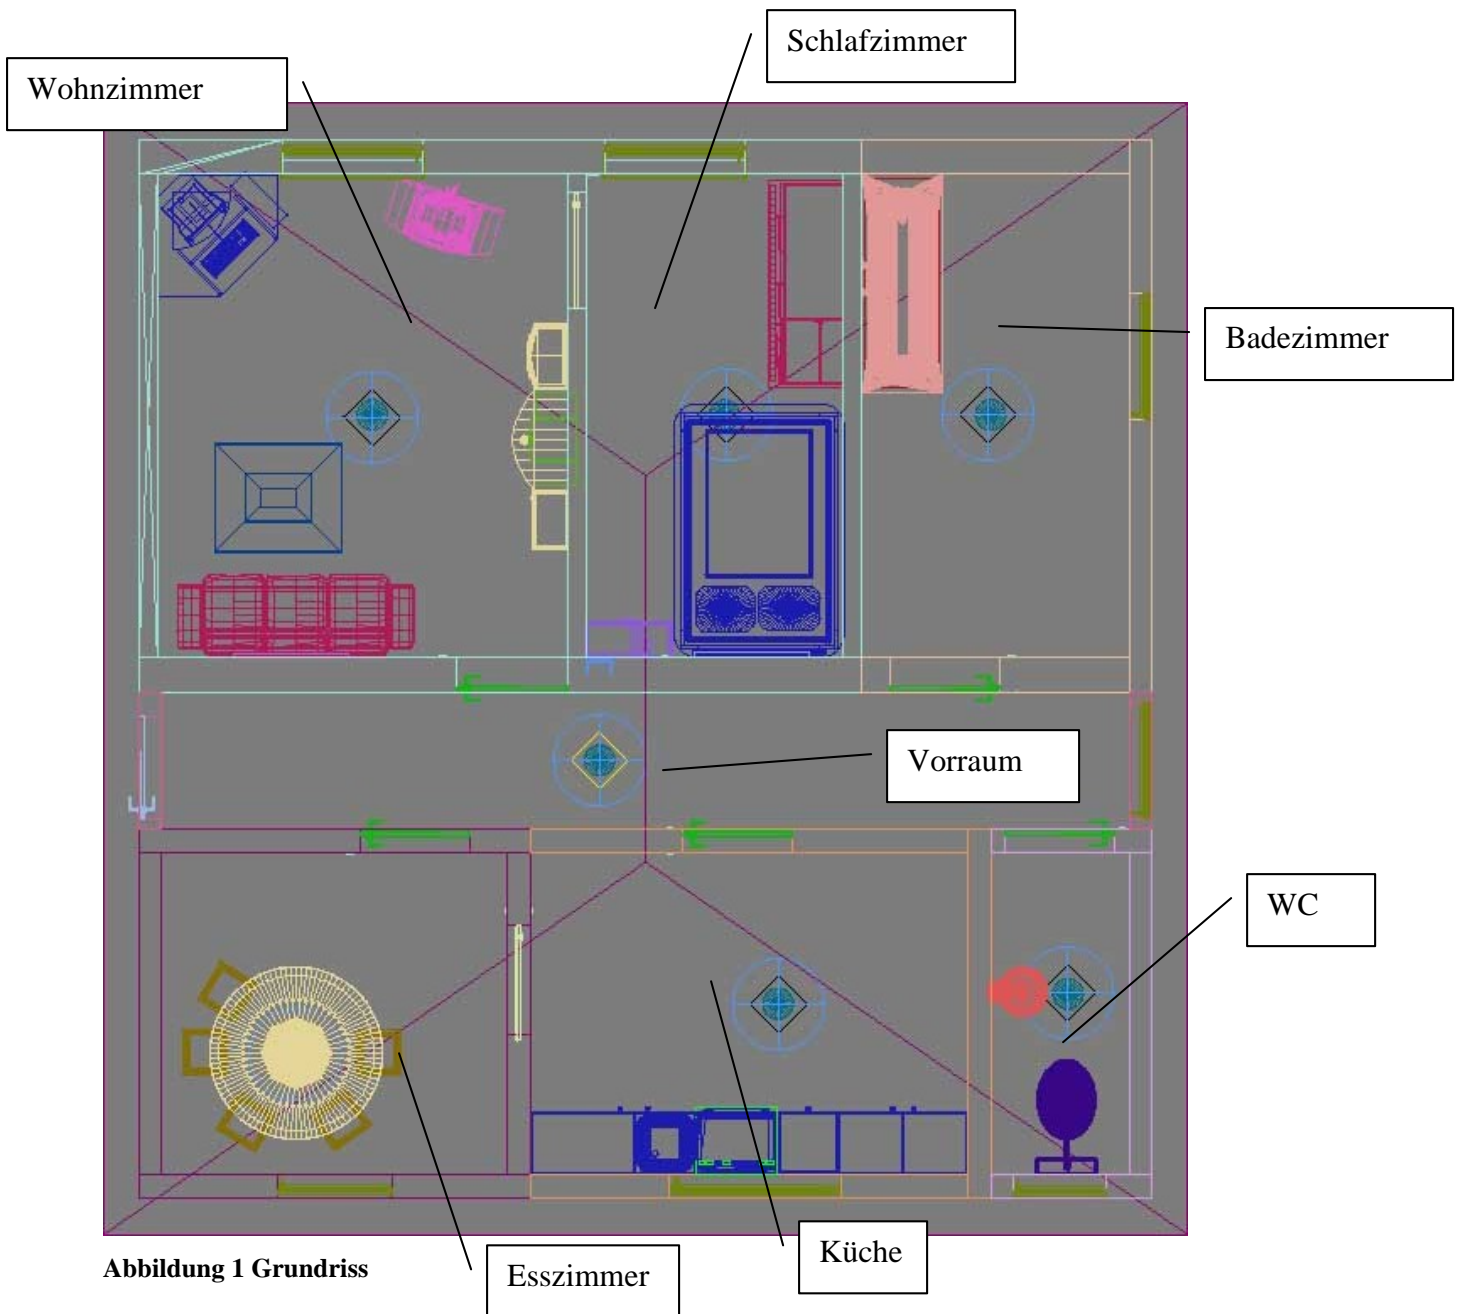 Schlafzimmer
Wohnzimmer
Badezimmer
Vorraum
WC
Küche
Esszimmer
Abbildung 1 Grundriss